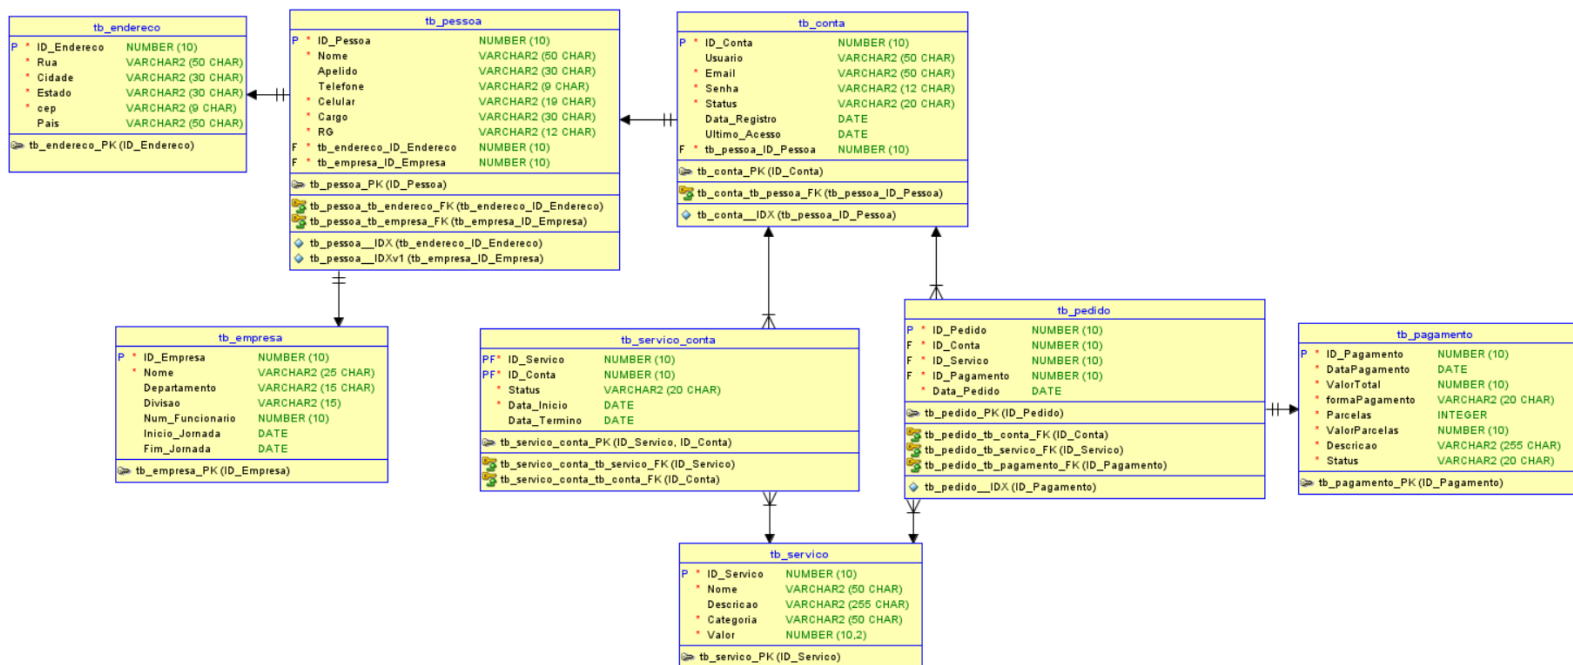 tb_endereco
P * ID_Endereco NUMBER (10)
* Rua VARCHAR2 (50 CHAR)
* Cidade VARCHAR2 (30 CHAR)
* Estado VARCHAR2 (30 CHAR)
* cep VARCHAR2 (9 CHAR)
Pais VARCHAR2 (50 CHAR)
tb_endereco_PK (ID_Endereco)
tb_pessoa
P * ID_Pessoa NUMBER (10)
* Nome VARCHAR2 (50 CHAR)
Apelido VARCHAR2 (30 CHAR)
Telefone VARCHAR2 (9 CHAR)
* Celular VARCHAR2 (19 CHAR)
* Cargo VARCHAR2 (30 CHAR)
* RG VARCHAR2 (12 CHAR)
F * tb_endereco_ID_Endereco NUMBER (10)
F * tb_empresa_ID_Empresa NUMBER (10)
tb_pessoa_PK (ID_Pessoa)
tb_pessoa_tb_endereco_FK (tb_endereco_ID_Endereco)
tb_pessoa_tb_empresa_FK (tb_empresa_ID_Empresa)
tb_pessoa__IDX (tb_endereco_ID_Endereco)
tb_pessoa__IDXv1 (tb_empresa_ID_Empresa)
tb_conta
P * ID_Conta NUMBER (10)
Usuario VARCHAR2 (50 CHAR)
* Email VARCHAR2 (50 CHAR)
* Senha VARCHAR2 (12 CHAR)
* Status VARCHAR2 (20 CHAR)
Data_Registro DATE
Ultimo_Acesso DATE
F * tb_pessoa_ID_Pessoa NUMBER (10)
tb_conta_PK (ID_Conta)
tb_conta_tb_pessoa_FK (tb_pessoa_ID_Pessoa)
tb_conta__IDX (tb_pessoa_ID_Pessoa)
tb_empresa
P * ID_Empresa NUMBER (10)
* Nome VARCHAR2 (25 CHAR)
Departamento VARCHAR2 (15 CHAR)
Divisao VARCHAR2 (15)
Num_Funcionario NUMBER (10)
Inicio_Jornada DATE
Fim_Jornada DATE
tb_empresa_PK (ID_Empresa)
tb_servico_conta
PF* ID_Servico NUMBER (10)
PF* ID_Conta NUMBER (10)
* Status VARCHAR2 (20 CHAR)
* Data_Inicio DATE
Data_Termino DATE
tb_servico_conta_PK (ID_Servico, ID_Conta)
tb_servico_conta_tb_servico_FK (ID_Servico)
tb_servico_conta_tb_conta_FK (ID_Conta)
tb_pedido
P * ID_Pedido NUMBER (10)
F * ID_Conta NUMBER (10)
F * ID_Servico NUMBER (10)
F * ID_Pagamento NUMBER (10)
* Data_Pedido DATE
tb_pedido_PK (ID_Pedido)
tb_pedido_tb_conta_FK (ID_Conta)
tb_pedido_tb_servico_FK (ID_Servico)
tb_pedido_tb_pagamento_FK (ID_Pagamento)
tb_pedido__IDX (ID_Pagamento)
tb_pagamento
P * ID_Pagamento NUMBER (10)
* DataPagamento DATE
* ValorTotal NUMBER (10)
* formaPagamento VARCHAR2 (20 CHAR)
* Parcelas INTEGER
* ValorParcelas NUMBER (10)
* Descricao VARCHAR2 (255 CHAR)
* Status VARCHAR2 (20 CHAR)
tb_pagamento_PK (ID_Pagamento)
tb_servico
P * ID_Servico NUMBER (10)
* Nome VARCHAR2 (50 CHAR)
Descricao VARCHAR2 (255 CHAR)
* Categoria VARCHAR2 (50 CHAR)
* Valor NUMBER (10,2)
tb_servico_PK (ID_Servico)